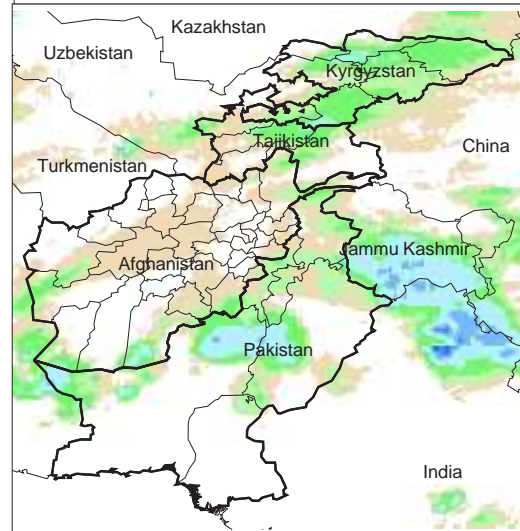 Kazakhstan
Uzbekistan
Kyrgyzstan
Tajikistan
China
Turkmenistan
Jammu Kashmir
Afghanistan
Pakistan
India